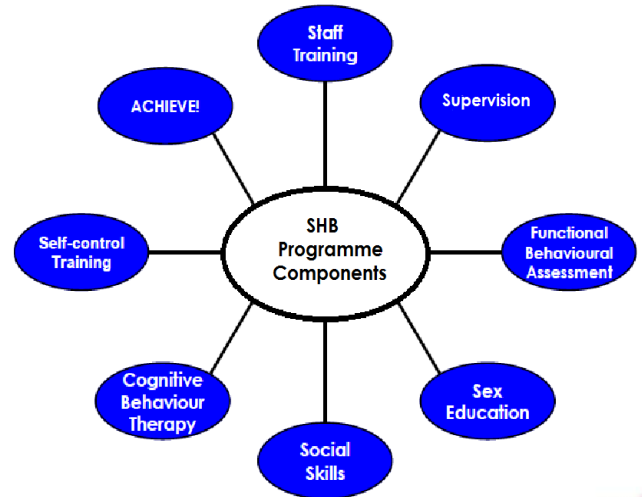 Staff
Training
ACHIEVE!
Supervision
SHB
Programme
Components
Self-control
Training
Functional
Behavioural
Assessment
Cognitive
Behaviour
Therapy
Sex
Education
Social
Skills